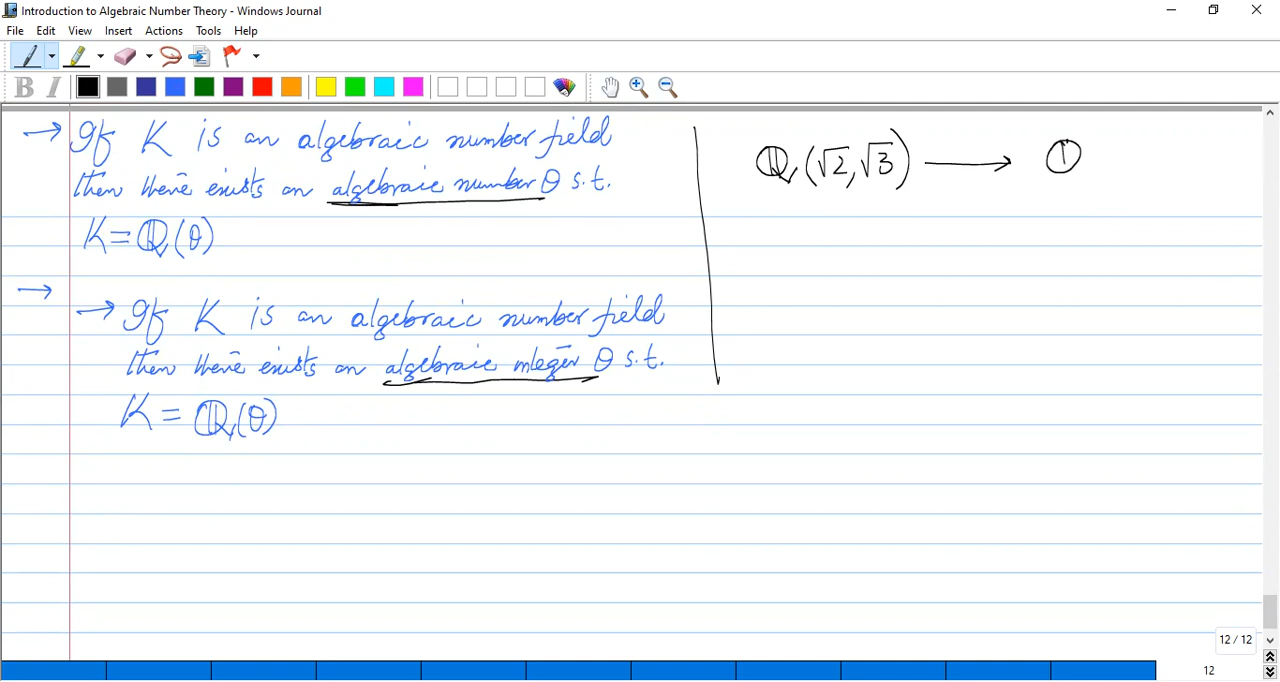 Introduction to Algebraic Number Theory - Windows Journal
File Edit View Insert Actions Tools Help
B I
→ If K is an algebraic number field
then there exists an algebraic number θ s.t.
K = ℚ(θ)
→
→ If K is an algebraic number field
then there exists an algebraic integer θ s.t.
K = ℚ(θ)
ℚ(√2,√3) → ①
12 / 12
12